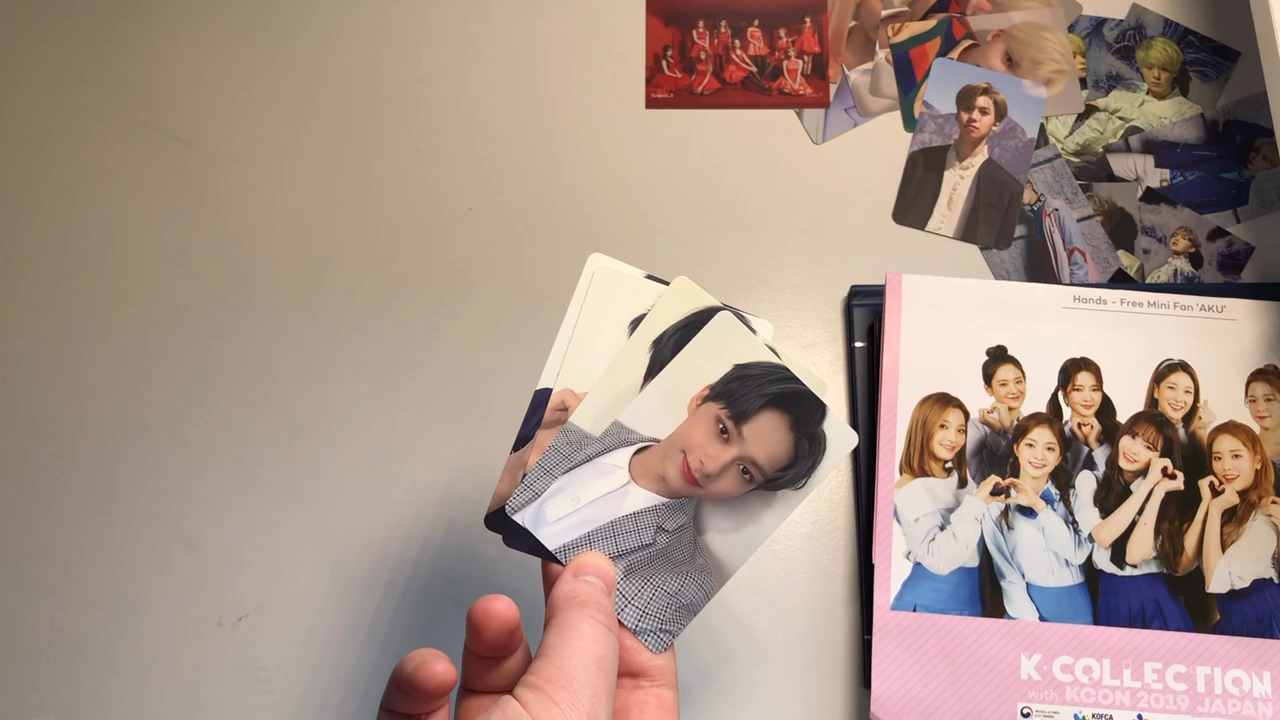 Hands - Free Mini Fan 'AKU'
K·COLLECTION
with KCON 2019 JAPAN
KOFCA